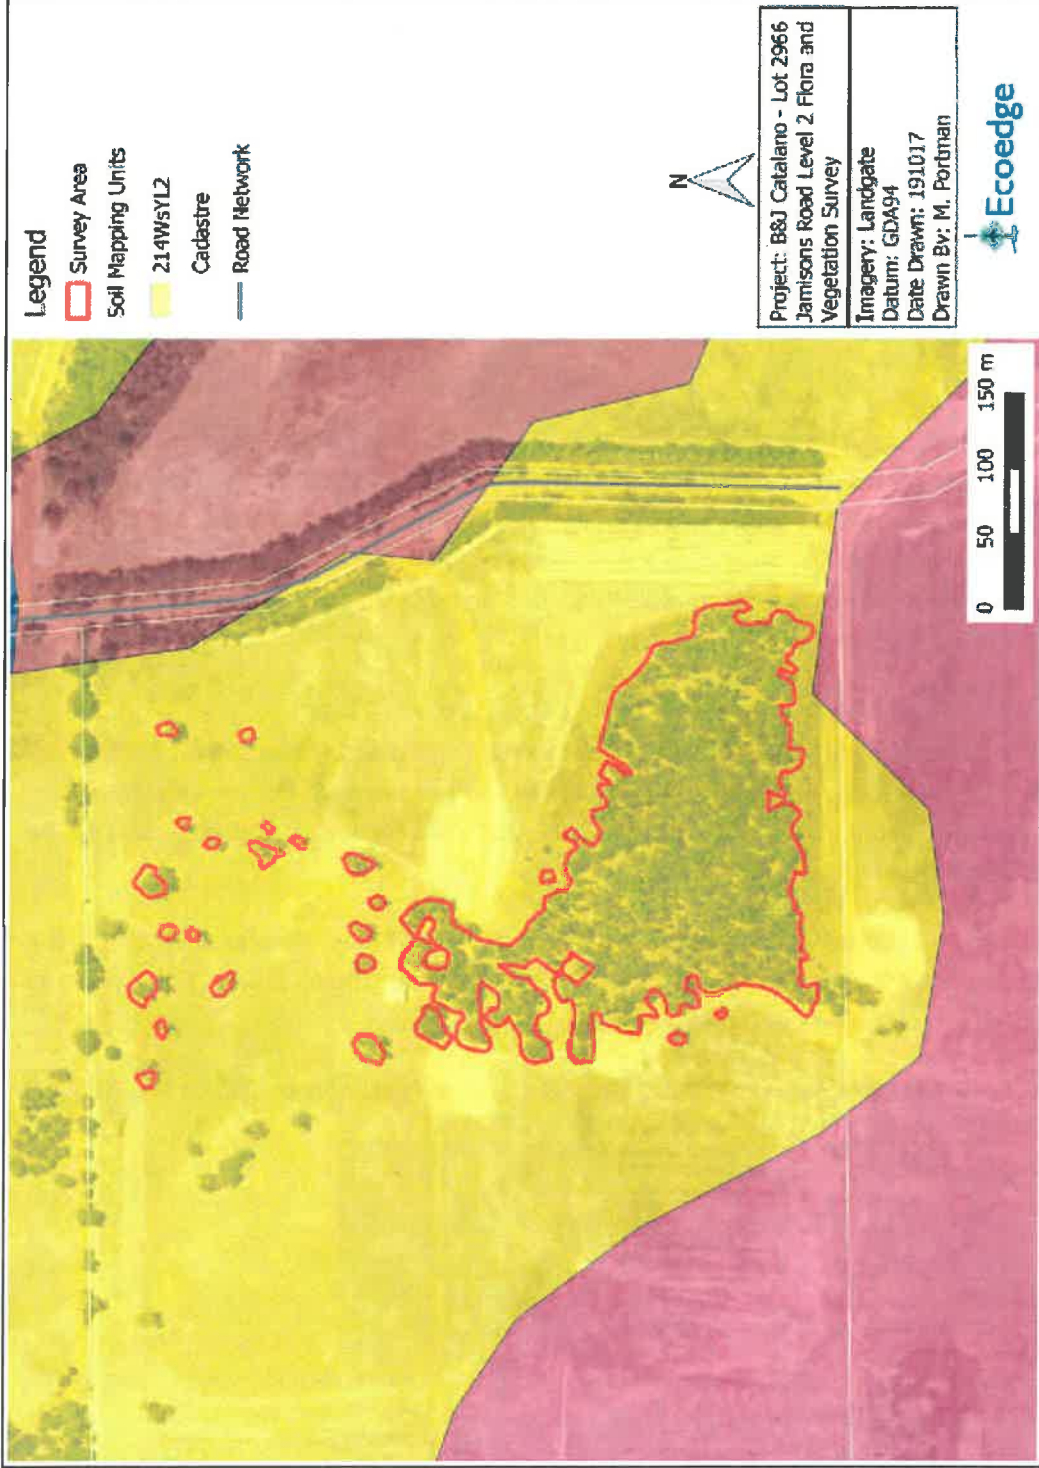 Legend
Survey Area
Soil Mapping Units
214WsYL2
Cadastre
Road Network
N
Project: B&J Catalano - Lot 2966
Jamisons Road Level 2 Flora and
Vegetation Survey
Imagery: Landgate
Datum: GDA94
Date Drawn: 191017
Drawn By: M. Portman
Ecoedge
0 50 100 150 m